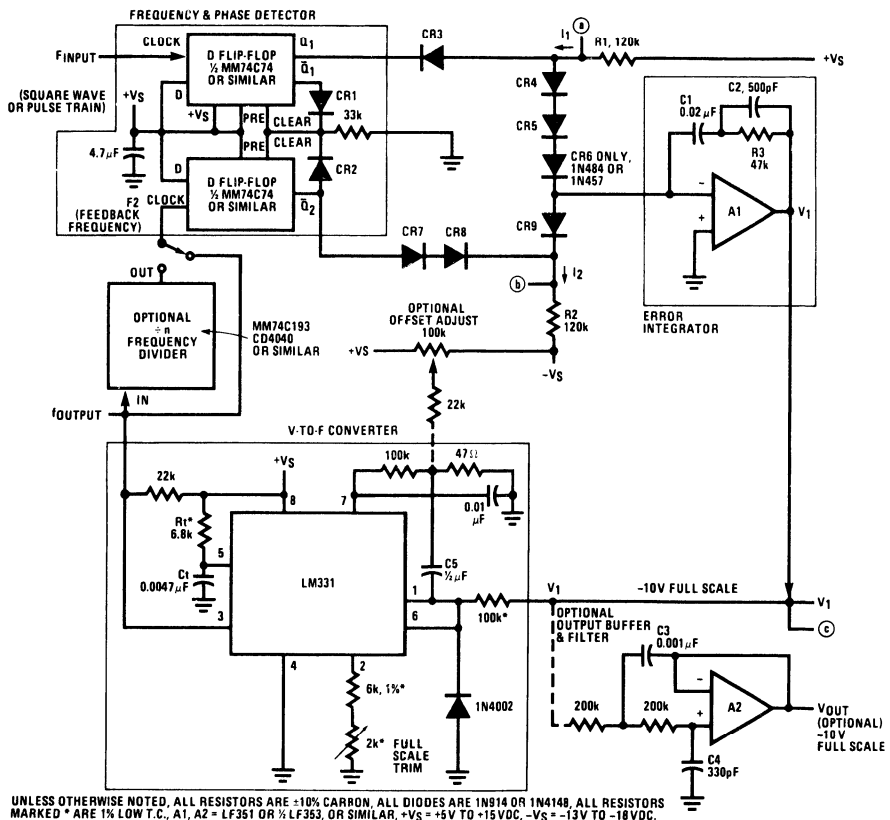 FREQUENCY & PHASE DETECTOR
FINPUT
CLOCK
D FLIP-FLOP
½ MM74C74
OR SIMILAR
Q1
Q̅1
CR3
I1
a
R1, 120k
+VS
(SQUARE WAVE
OR PULSE TRAIN)
+VS
D
+VS
PRE
CLEAR
CR1
33k
CR4
CR5
4.7µF
PRE
CLEAR
CR2
D
CLOCK
D FLIP-FLOP
½ MM74C74
OR SIMILAR
Q̅2
F2
(FEEDBACK
FREQUENCY)
CR6 ONLY,
1N484 OR
1N457
CR9
CR7
CR8
b
I2
R2
120k
-VS
C1
0.02µF
C2, 500pF
R3
47k
-
+
A1
V1
ERROR
INTEGRATOR
OUT
OPTIONAL
÷n
FREQUENCY
DIVIDER
MM74C193
CD4040
OR SIMILAR
IN
fOUTPUT
OPTIONAL
OFFSET ADJUST
100k
+VS
22k
V-TO-F CONVERTER
22k
+VS
8
7
100k
47Ω
0.01
µF
Rt*
6.8k
5
Ct
0.0047µF
LM331
C5
½µF
1
6
3
4
2
100k*
V1
-10V FULL SCALE
V1
c
6k, 1%*
2k*
FULL
SCALE
TRIM
1N4002
OPTIONAL
OUTPUT BUFFER
& FILTER
C3
0.001µF
200k
200k
-
+
A2
C4
330pF
VOUT
(OPTIONAL)
-10V
FULL SCALE
UNLESS OTHERWISE NOTED, ALL RESISTORS ARE ±10% CARRON, ALL DIODES ARE 1N914 OR 1N4148, ALL RESISTORS
MARKED * ARE 1% LOW T.C., A1, A2 = LF351 OR ½ LF353, OR SIMILAR, +VS = +5V TO +15VDC, -VS = -13V TO -18VDC.